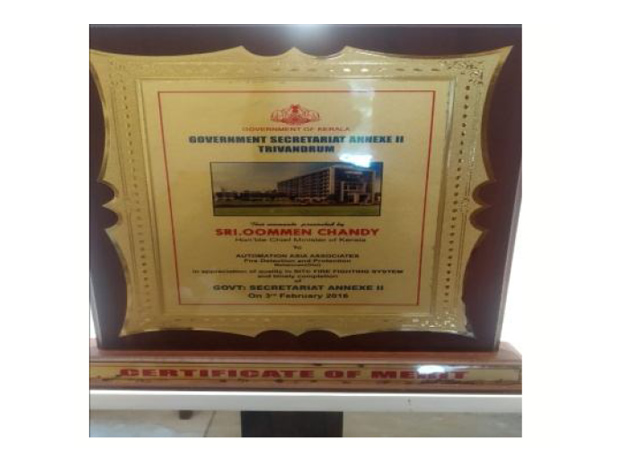 GOVERNMENT OF KERALA
GOVERNMENT SECRETARIAT ANNEXE II
TRIVANDRUM
presented by
SRI.OOMMEN CHANDY
Hon'ble Chief Minister of Kerala
to
AUTOMATION ASIA ASSOCIATES
Fire Detection and Protection
In appreciation of quality in SITC FIRE FIGHTING SYSTEM
and timely completion
of
GOVT: SECRETARIAT ANNEXE II
On 3rd February 2016
CERTIFICATE OF MERIT